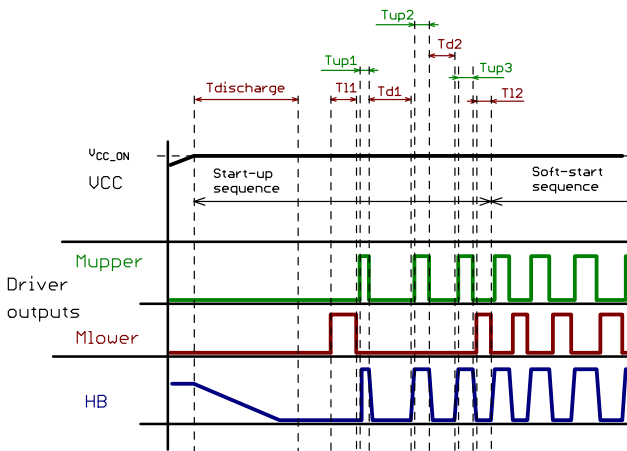 Tup2
Td2
Tup1
Tup3
Tdischarge
Tl1
Td1
Tl2
VCC_ON
VCC
Start-up
sequence
Soft-start
sequence
Mupper
Driver
outputs
Mlower
HB